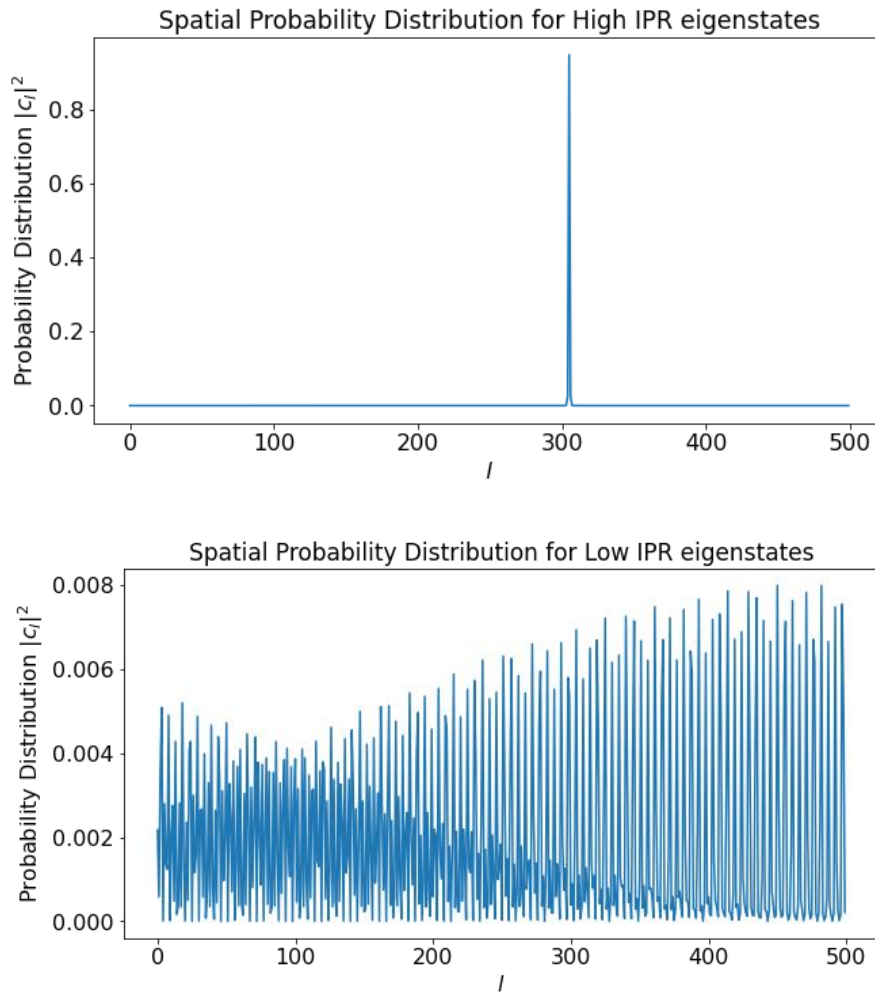 Spatial Probability Distribution for High IPR eigenstates
Probability Distribution |c_l|^2
0.8
0.6
0.4
0.2
0.0
0 100 200 300 400 500
l
Spatial Probability Distribution for Low IPR eigenstates
Probability Distribution |c_l|^2
0.008
0.006
0.004
0.002
0.000
0 100 200 300 400 500
l